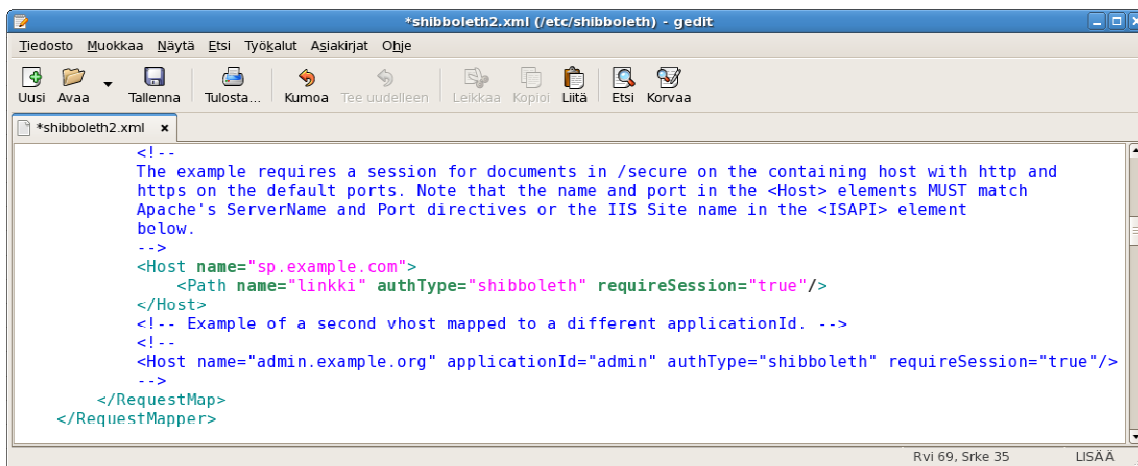 *shibboleth2.xml (/etc/shibboleth) - gedit
Tiedosto Muokkaa Näytä Etsi Työkalut Asiakirjat Ohje
Uusi Avaa Tallenna Tulosta... Kumoa Tee uudelleen Leikkaa Kopioi Liitä Etsi Korvaa
*shibboleth2.xml
<!--
The example requires a session for documents in /secure on the containing host with http and
https on the default ports. Note that the name and port in the <Host> elements MUST match
Apache's ServerName and Port directives or the IIS Site name in the <ISAPI> element
below.
-->
<Host name="sp.example.com">
<Path name="linkki" authType="shibboleth" requireSession="true"/>
</Host>
<!-- Example of a second vhost mapped to a different applicationId. -->
<!--
<Host name="admin.example.org" applicationId="admin" authType="shibboleth" requireSession="true"/>
-->
</RequestMap>
</RequestMapper>
Rvi 69, Srke 35 LISÄÄ